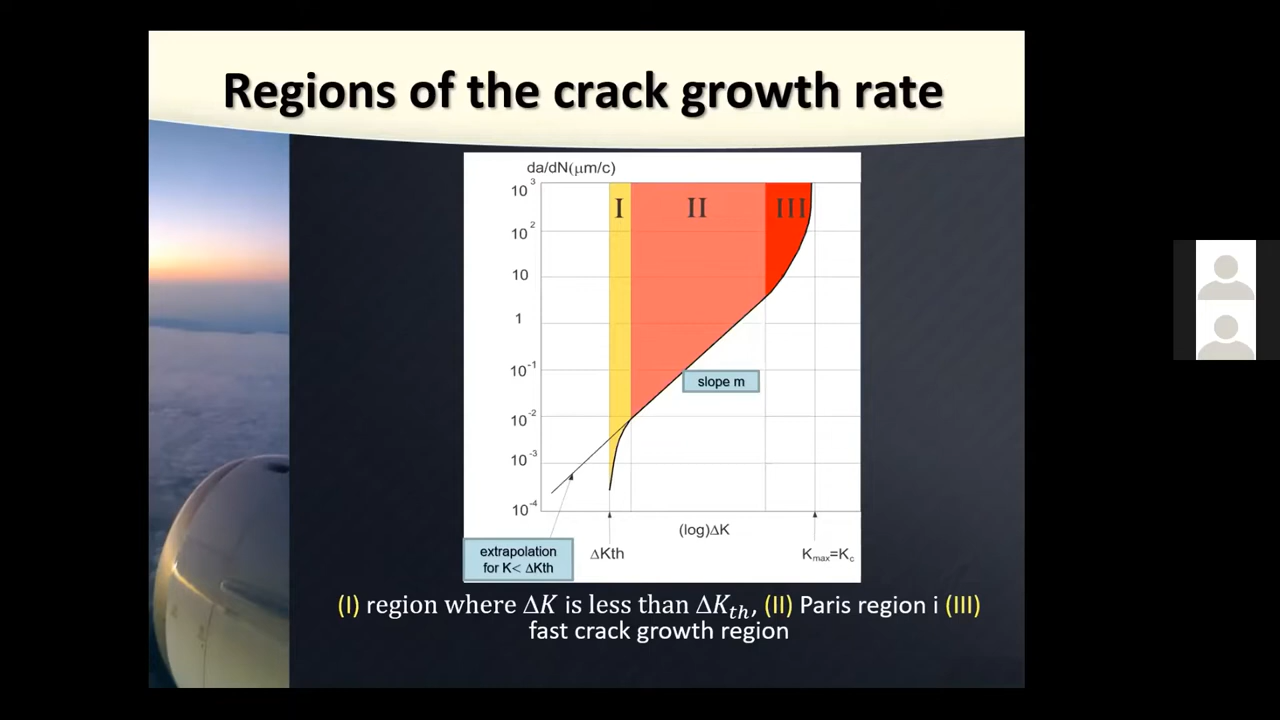 Regions of the crack growth rate
da/dN(μm/c)
10³
10²
10
1
10⁻¹
10⁻²
10⁻³
10⁻⁴
I II III
slope m
(log)ΔK
extrapolation
for K< ΔKth
ΔKth
Kmax=Kc
(I) region where ΔK is less than ΔKth, (II) Paris region i (III)
fast crack growth region